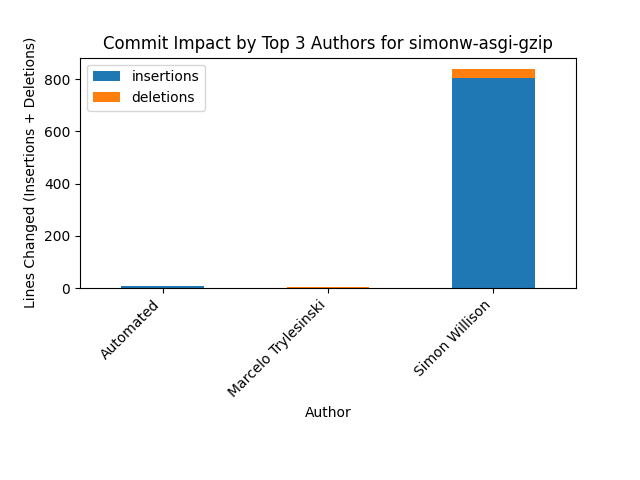 Commit Impact by Top 3 Authors for simonw-asgi-gzip
Lines Changed (Insertions + Deletions)
800
600
400
200
0
insertions
deletions
Automated
Marcelo Trylesinski
Simon Willison
Author